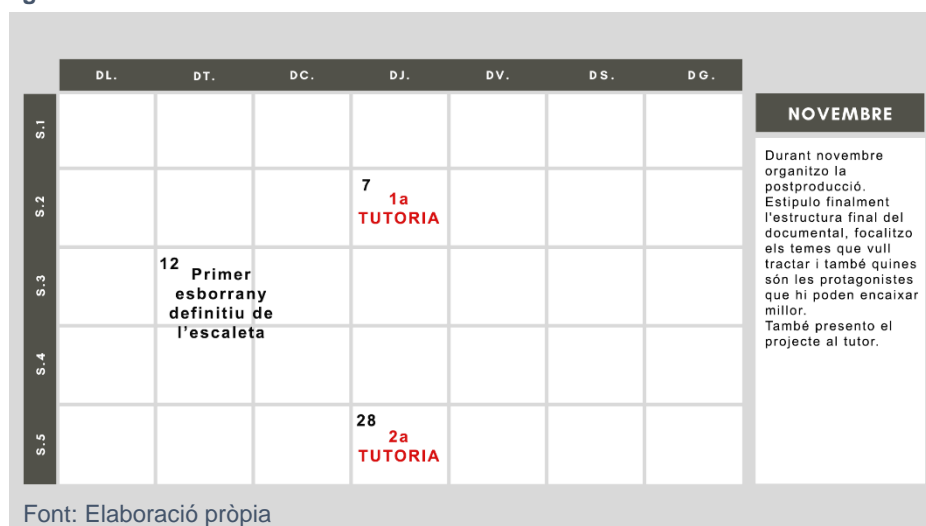 DL. DT. DC. DJ. DV. DS. DG.
S.1
S.2
7
1a
TUTORIA
S.3
12
Primer
esborrany
definitiu de
l'escaleta
S.4
S.5
28
2a
TUTORIA
NOVEMBRE
Durant novembre
organitzo la
postproducció.
Estipulo finalment
l'estructura final del
documental, focalitzo
els temes que vull
tractar i també quines
són les protagonistes
que hi poden encaixar
millor.
També presento el
projecte al tutor.
Font: Elaboració pròpia